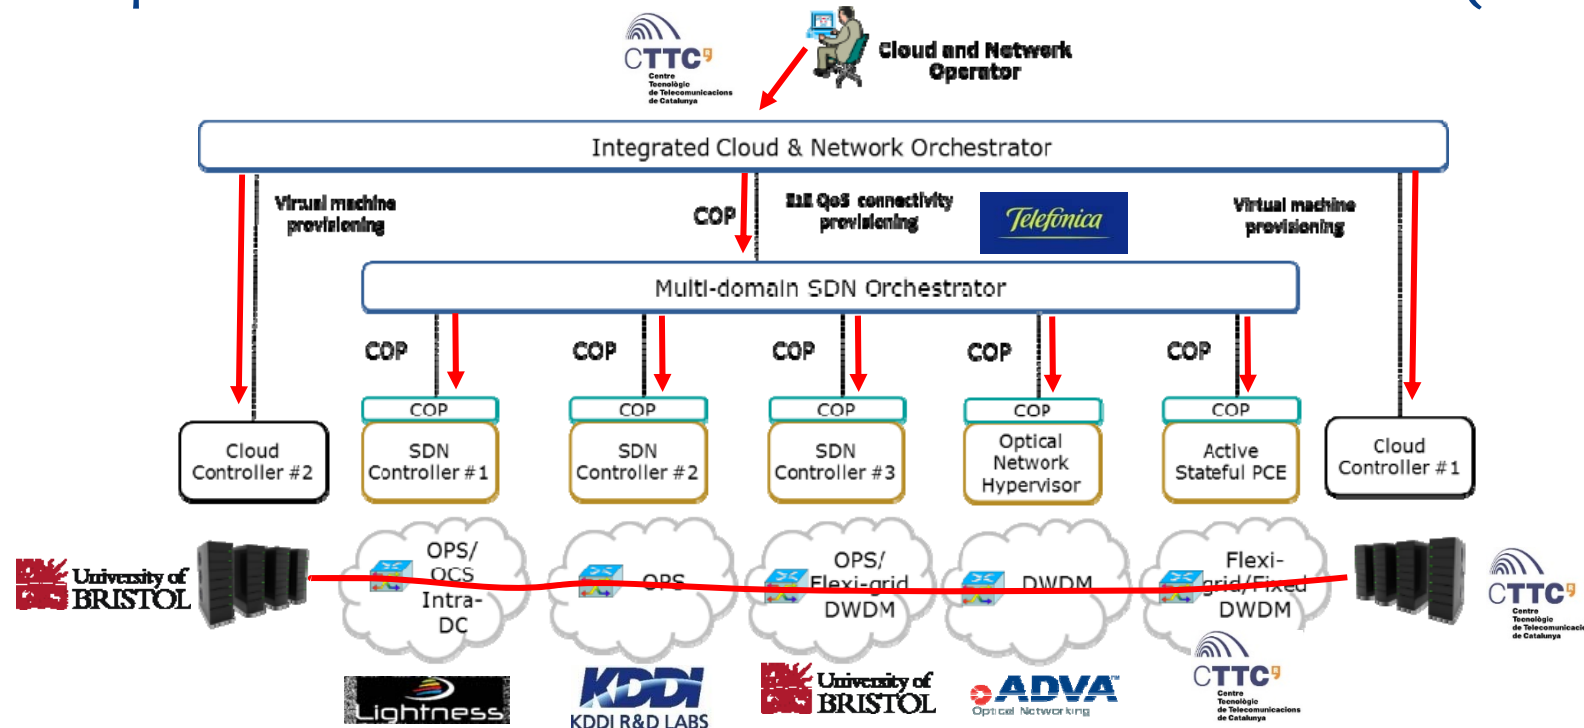 CTTC
Centre
Tecnològic
de Telecomunicacions
de Catalunya
Cloud and Network
Operator
Integrated Cloud & Network Orchestrator
Virtual machine
provisioning
COP
E2E QoS connectivity
provisioning
Telefónica
Virtual machine
provisioning
Multi-domain SDN Orchestrator
COP
COP
COP
COP
COP
COP
COP
COP
COP
COP
Cloud
Controller #2
SDN
Controller #1
SDN
Controller #2
SDN
Controller #3
Optical
Network
Hypervisor
Active
Stateful PCE
Cloud
Controller #1
University of
BRISTOL
OPS/
OCS
Intra-
DC
OPS
OPS/
Flexi-grid
DWDM
DWDM
Flexi-
grid/Fixed
DWDM
CTTC
Centre
Tecnològic
de Telecomunicacio
de Catalunya
Lightness
KDDI
KDDI R&D LABS
University of
BRISTOL
ADVA™
Optical Networking
CTTC
Centre
Tecnològic
de Telecomunicacions
de Catalunya